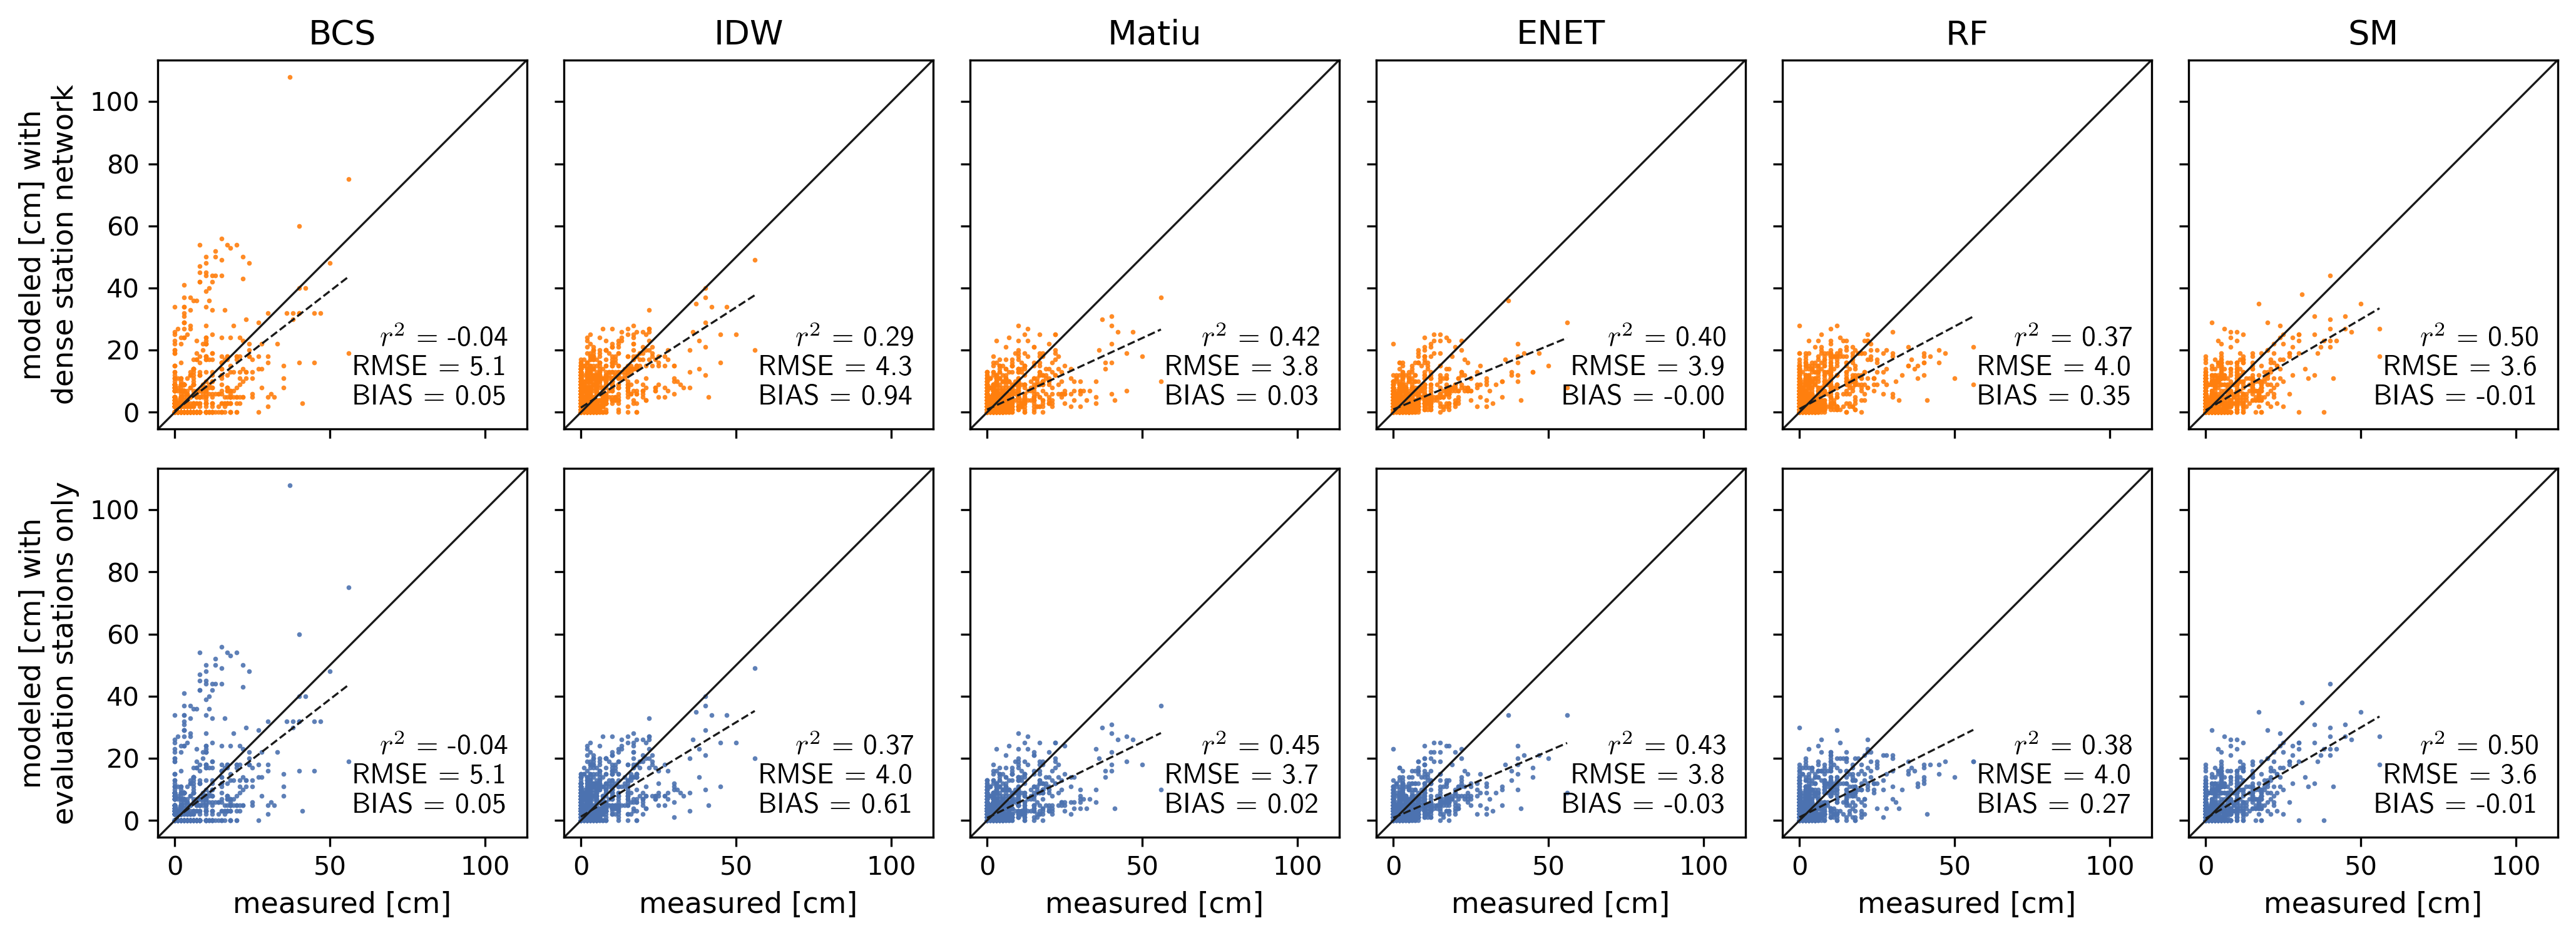 BCS IDW Matiu ENET RF SM
modeled [cm] with
dense station network
100
80
60
40
20
0
r² = -0.04
RMSE = 5.1
BIAS = 0.05
r² = 0.29
RMSE = 4.3
BIAS = 0.94
r² = 0.42
RMSE = 3.8
BIAS = 0.03
r² = 0.40
RMSE = 3.9
BIAS = -0.00
r² = 0.37
RMSE = 4.0
BIAS = 0.35
r² = 0.50
RMSE = 3.6
BIAS = -0.01
modeled [cm] with
evaluation stations only
100
80
60
40
20
0
r² = -0.04
RMSE = 5.1
BIAS = 0.05
r² = 0.37
RMSE = 4.0
BIAS = 0.61
r² = 0.45
RMSE = 3.7
BIAS = 0.02
r² = 0.43
RMSE = 3.8
BIAS = -0.03
r² = 0.38
RMSE = 4.0
BIAS = 0.27
r² = 0.50
RMSE = 3.6
BIAS = -0.01
0 50 100 0 50 100 0 50 100 0 50 100 0 50 100 0 50 100
measured [cm] measured [cm] measured [cm] measured [cm] measured [cm] measured [cm]